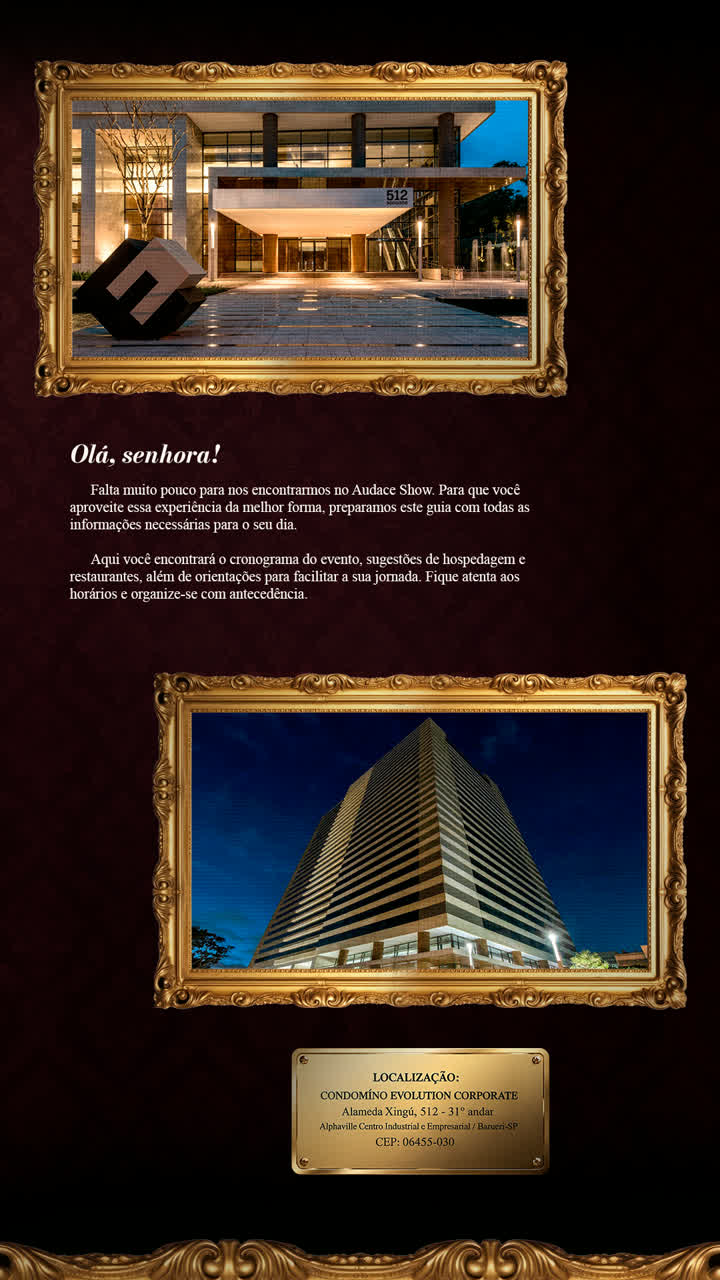 512
Olá, senhora!
Falta muito pouco para nos encontrarmos no Audace Show. Para que você
aproveite essa experiência da melhor forma, preparamos este guia com todas as
informações necessárias para o seu dia.
Aqui você encontrará o cronograma do evento, sugestões de hospedagem e
restaurantes, além de orientações para facilitar a sua jornada. Fique atenta aos
horários e organize-se com antecedência.
LOCALIZAÇÃO:
CONDOMÍNO EVOLUTION CORPORATE
Alameda Xingú, 512 - 31º andar
Alphaville Centro Industrial e Empresarial / Barueri-SP
CEP: 06455-030